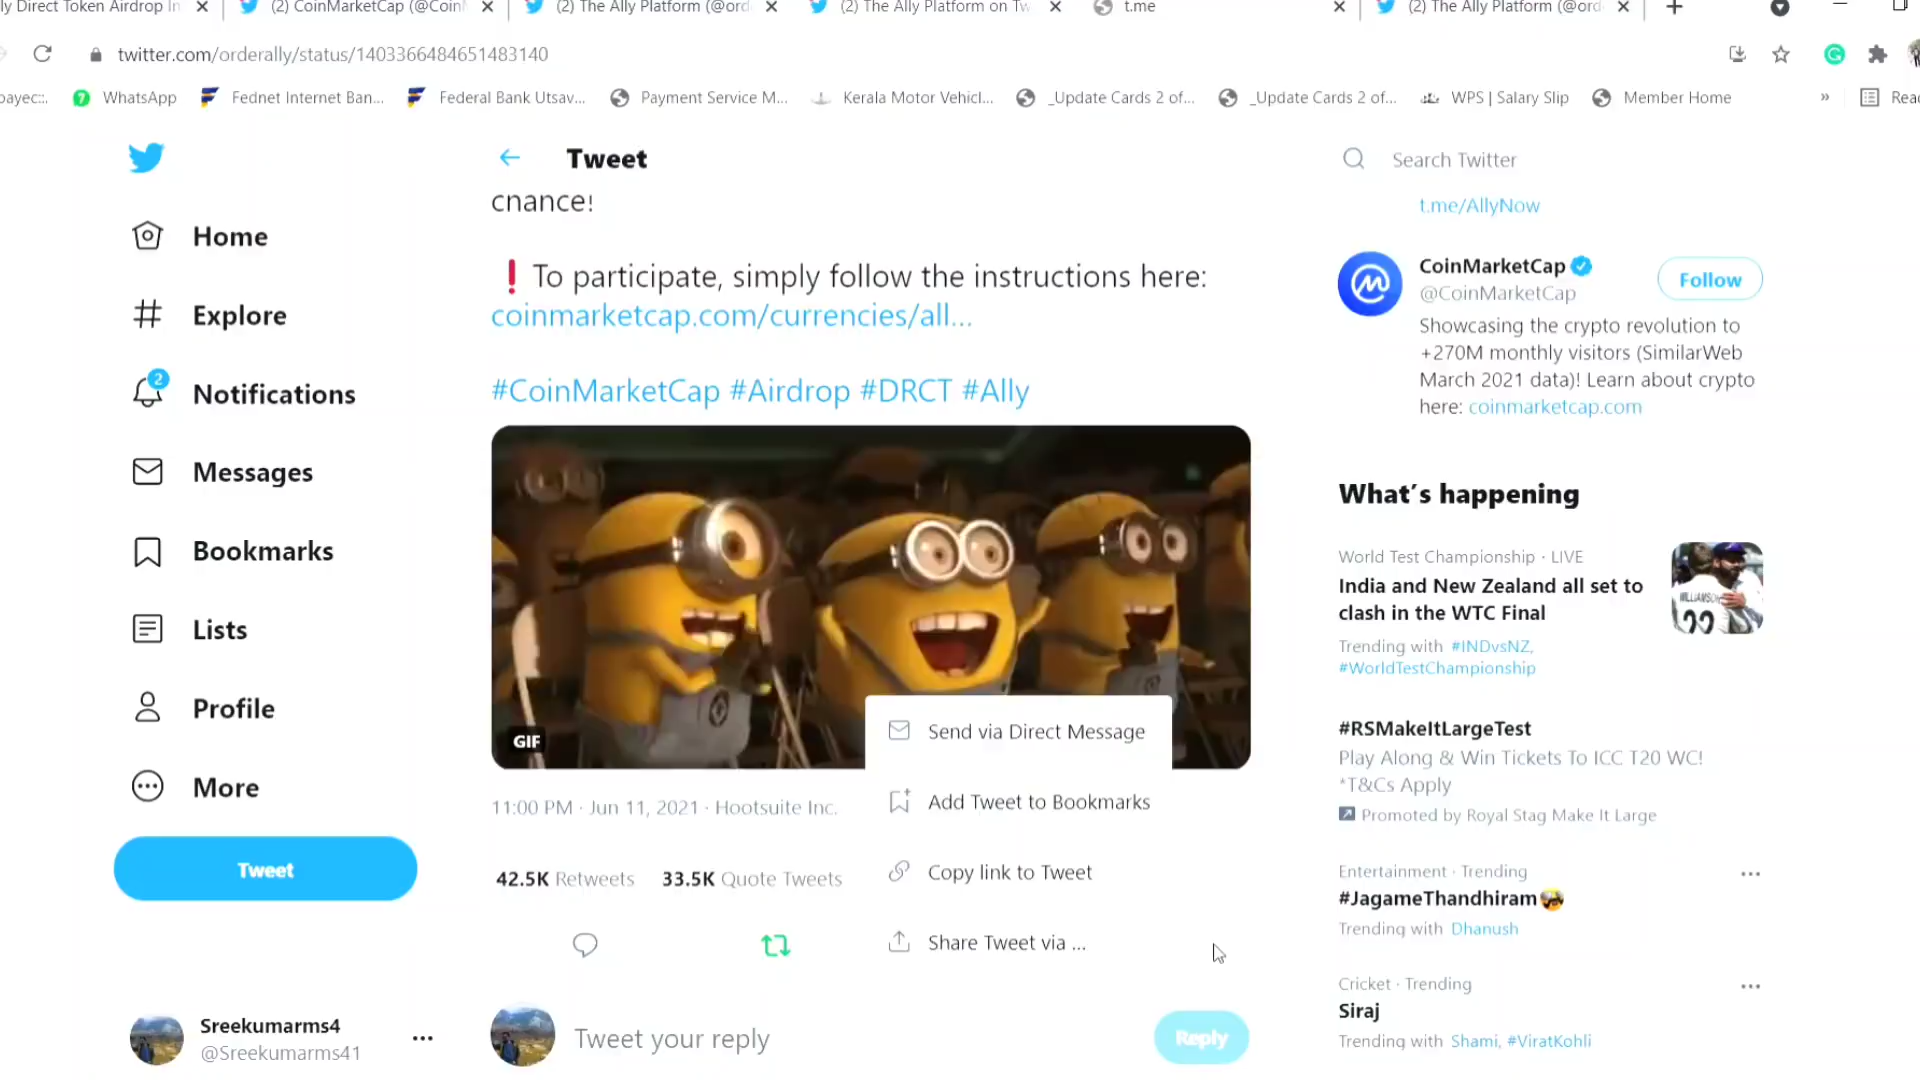 ly Direct Token Airdrop In
(2) CoinMarketCap (@Coin
(2) The Ally Platform (@ord
(2) The Ally Platform on Tw
t.me
(2) The Ally Platform (@ord
twitter.com/orderally/status/1403366484651483140
payec::.
WhatsApp
Fednet Internet Ban...
Federal Bank Utsav...
Payment Service M...
Kerala Motor Vehicl...
_Update Cards 2 of...
_Update Cards 2 of...
WPS | Salary Slip
Member Home
»
Read
Home
Explore
2
Notifications
Messages
Bookmarks
Lists
Profile
More
Tweet
Sreekumarms4
@Sreekumarms41
Tweet
chance!
❗ To participate, simply follow the instructions here:
coinmarketcap.com/currencies/all...
#CoinMarketCap #Airdrop #DRCT #Ally
GIF
11:00 PM · Jun 11, 2021 · Hootsuite Inc.
42.5K Retweets 33.5K Quote Tweets
Send via Direct Message
Add Tweet to Bookmarks
Copy link to Tweet
Share Tweet via ...
Tweet your reply
Reply
Search Twitter
t.me/AllyNow
CoinMarketCap
@CoinMarketCap
Follow
Showcasing the crypto revolution to
+270M monthly visitors (SimilarWeb
March 2021 data)! Learn about crypto
here: coinmarketcap.com
What's happening
World Test Championship · LIVE
India and New Zealand all set to
clash in the WTC Final
Trending with #INDvsNZ,
#WorldTestChampionship
WILLIAMSON
22
#RSMakeItLargeTest
Play Along & Win Tickets To ICC T20 WC!
*T&Cs Apply
Promoted by Royal Stag Make It Large
Entertainment · Trending
#JagameThandhiram
Trending with Dhanush
Cricket · Trending
Siraj
Trending with Shami, #ViratKohli